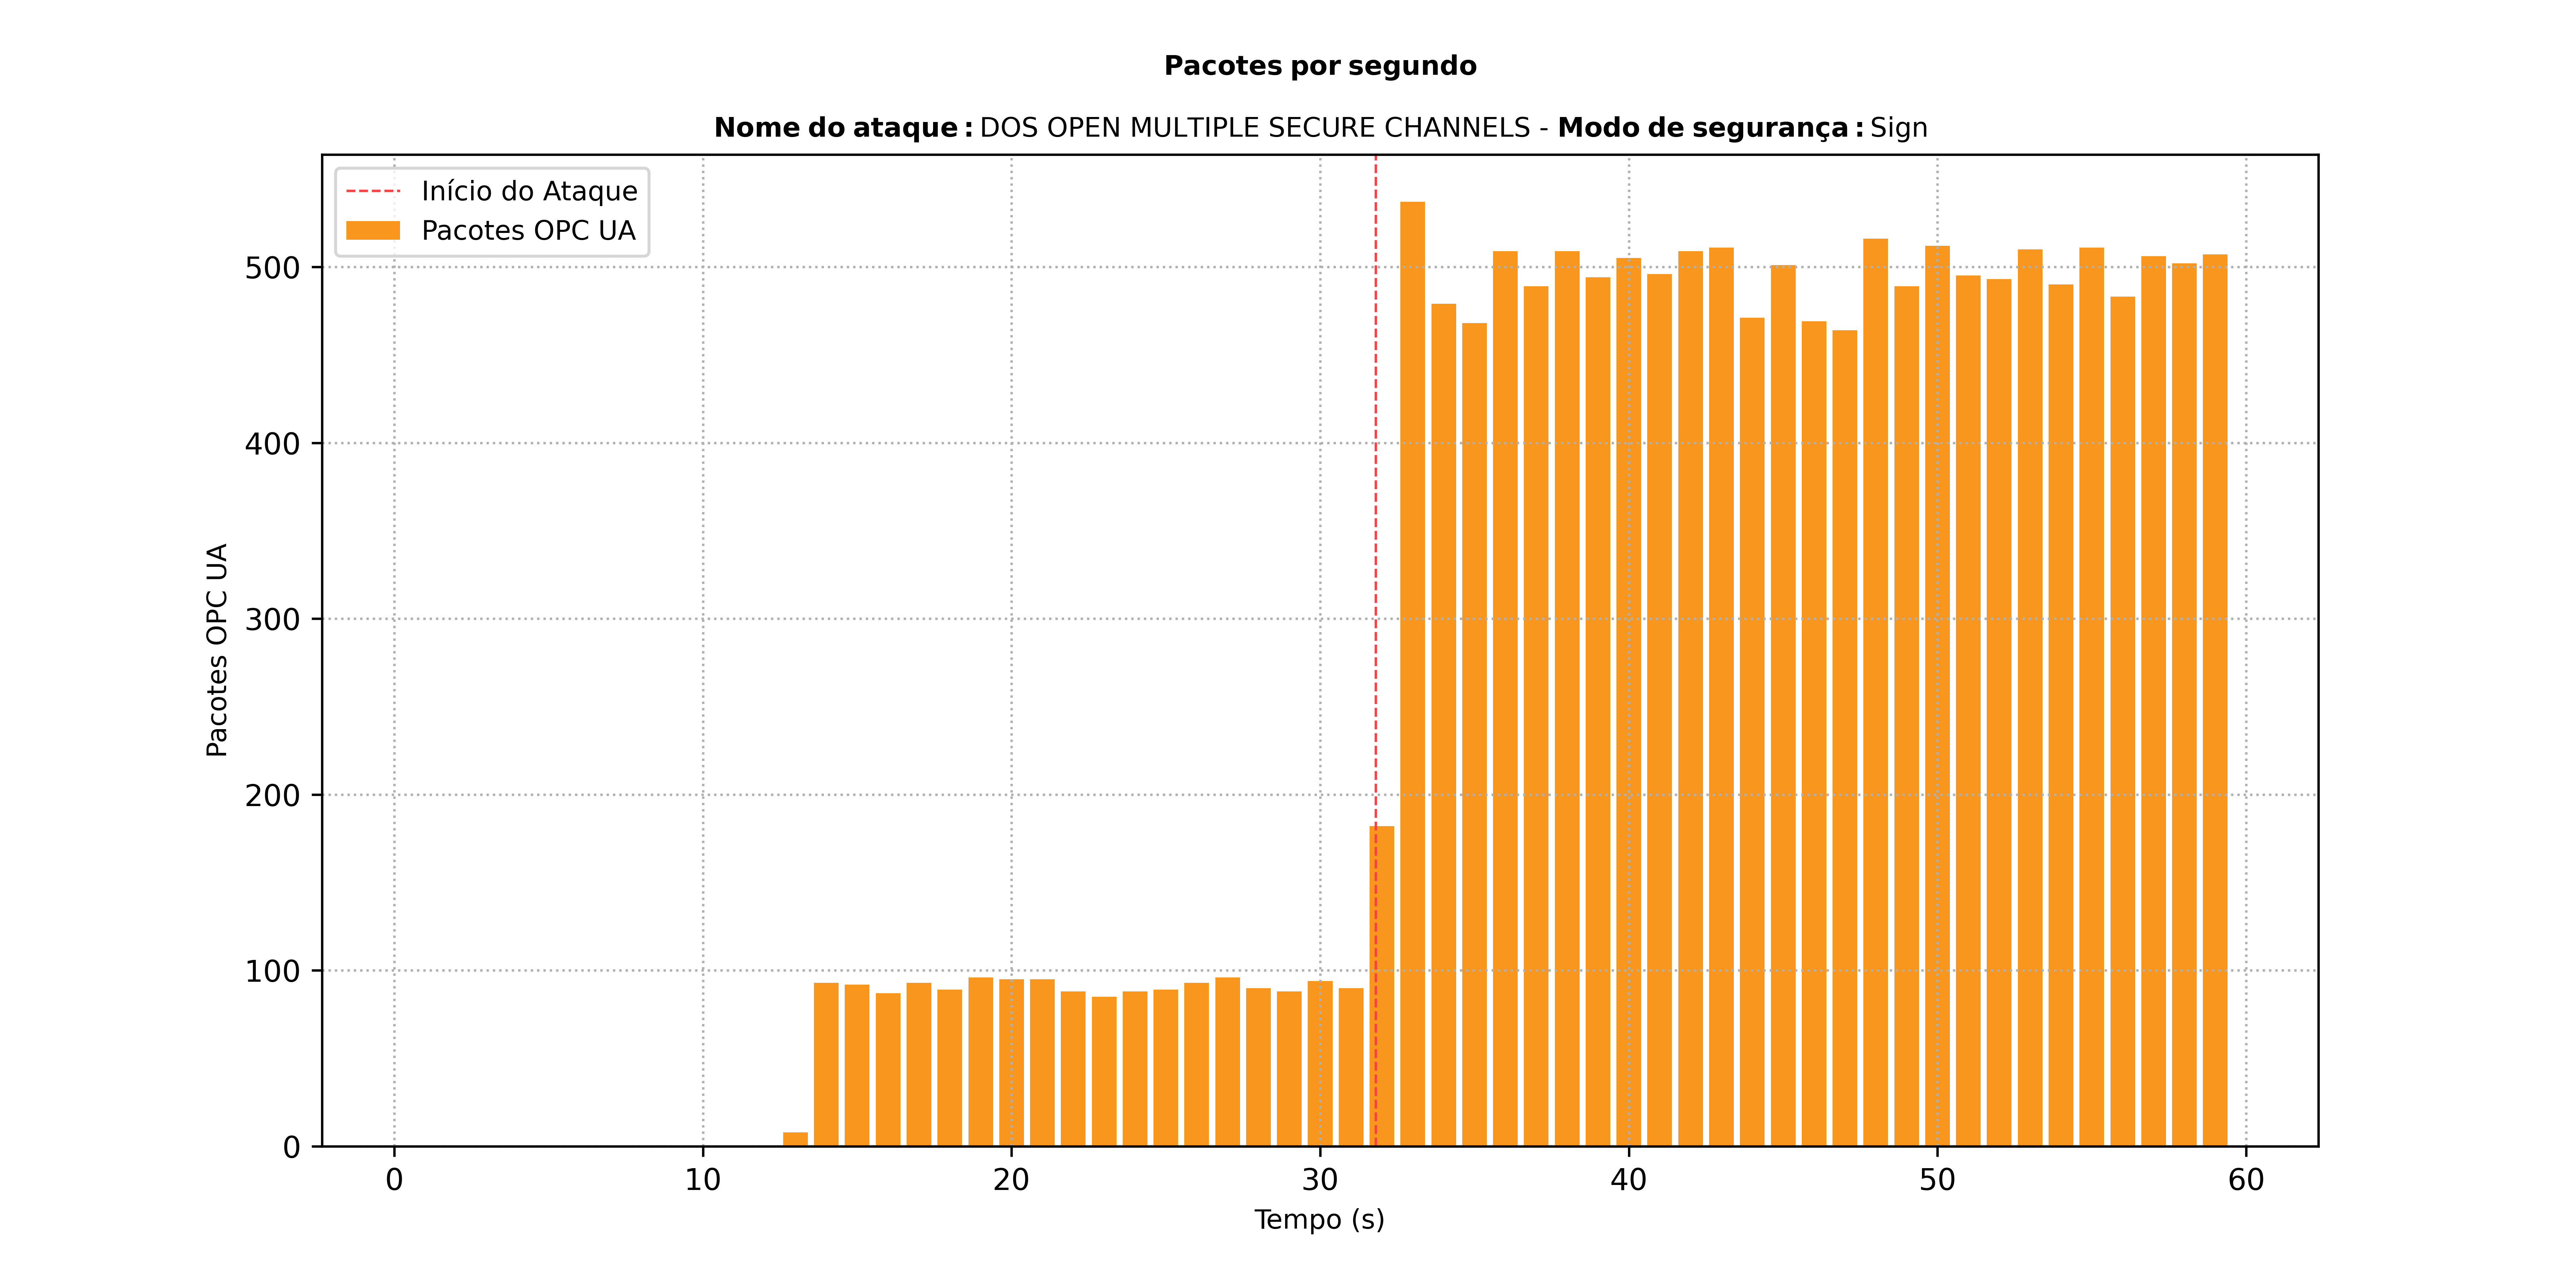 Pacotes por segundo
Nome do ataque: DOS OPEN MULTIPLE SECURE CHANNELS - Modo de segurança: Sign
Início do Ataque
Pacotes OPC UA
500
400
300
200
100
0
Pacotes OPC UA
0 10 20 30 40 50 60
Tempo (s)